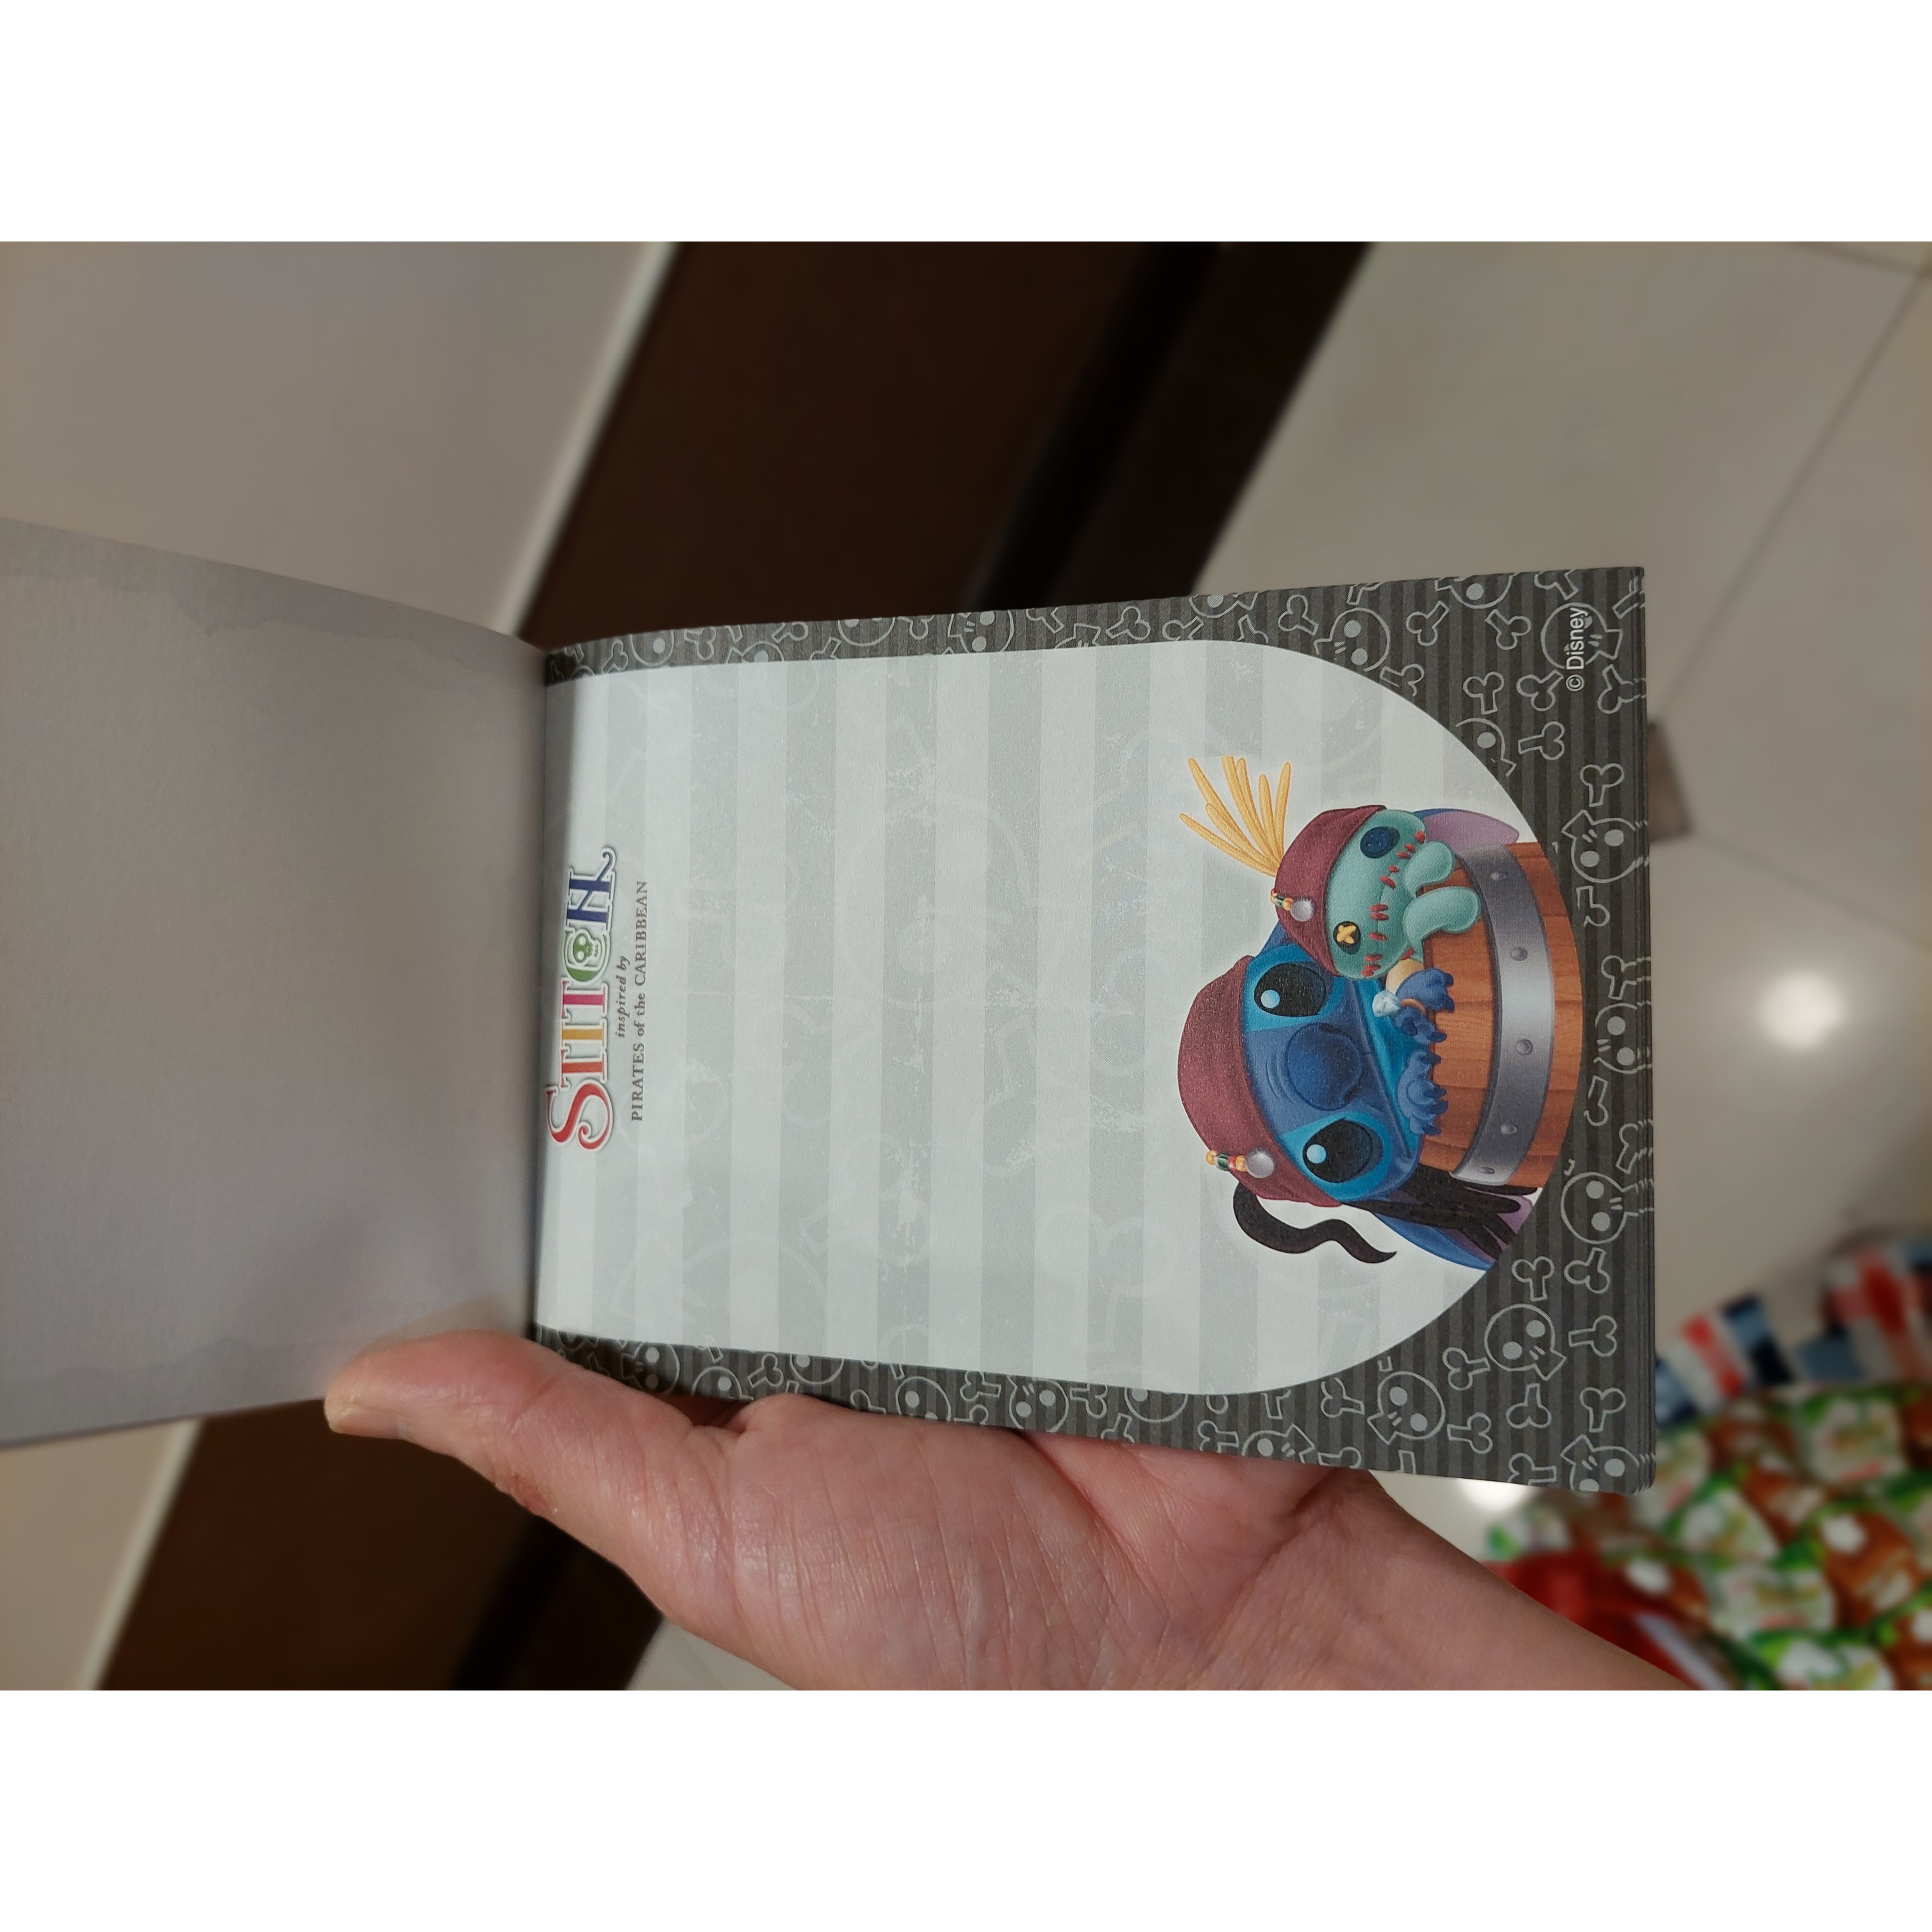 STITCH
inspired by
PIRATES of the CARIBBEAN
© Disney